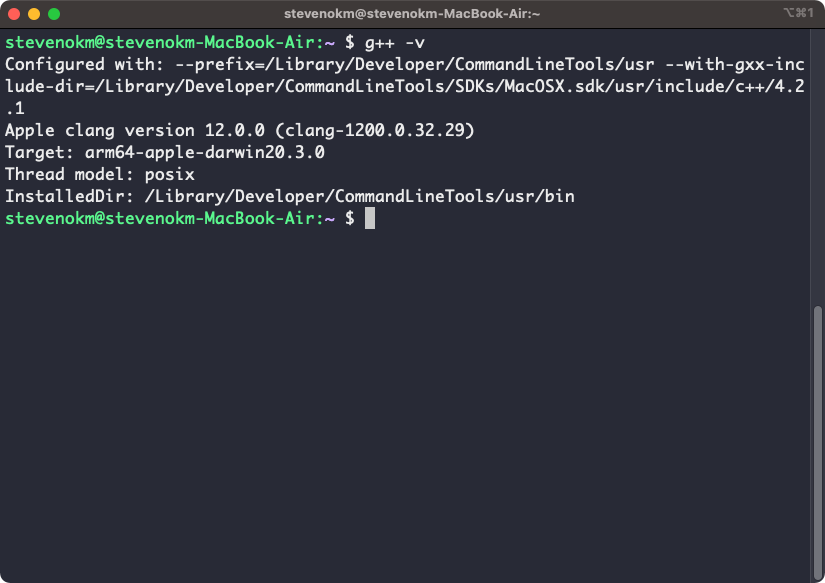 stevenokm@stevenokm-MacBook-Air:~
⌥⌘1
stevenokm@stevenokm-MacBook-Air:~ $ g++ -v
Configured with: --prefix=/Library/Developer/CommandLineTools/usr --with-gxx-inc
lude-dir=/Library/Developer/CommandLineTools/SDKs/MacOSX.sdk/usr/include/c++/4.2
.1
Apple clang version 12.0.0 (clang-1200.0.32.29)
Target: arm64-apple-darwin20.3.0
Thread model: posix
InstalledDir: /Library/Developer/CommandLineTools/usr/bin
stevenokm@stevenokm-MacBook-Air:~ $